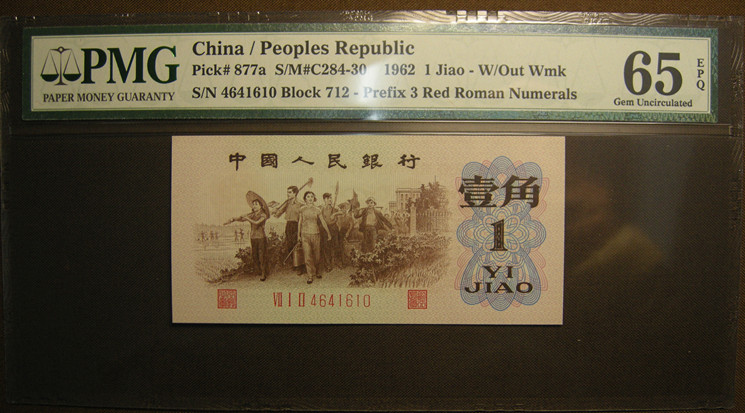 PMG
PAPER MONEY GUARANTY
China / Peoples Republic
Pick# 877a S/M#C284-30 1962 1 Jiao - W/Out Wmk
S/N 4641610 Block 712 - Prefix 3 Red Roman Numerals
65 EPQ
Gem Uncirculated
中國人民銀行
壹角
1
YI
JIAO
VII I II 4641610